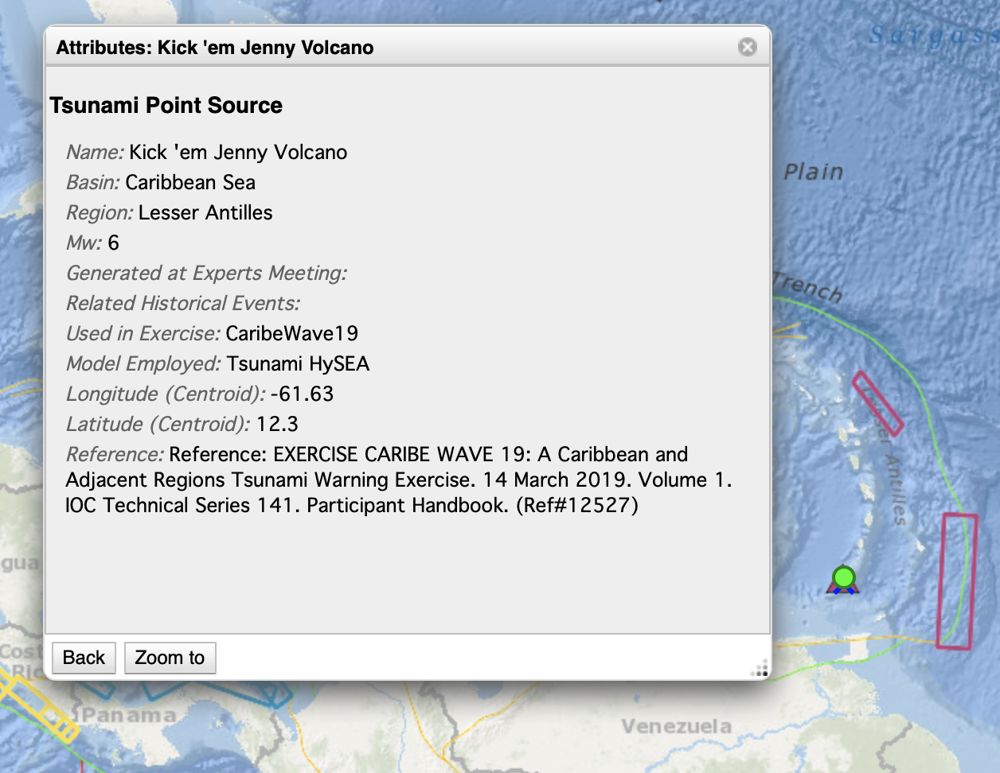 Attributes: Kick 'em Jenny Volcano
Tsunami Point Source
Name: Kick 'em Jenny Volcano
Basin: Caribbean Sea
Region: Lesser Antilles
Mw: 6
Generated at Experts Meeting:
Related Historical Events:
Used in Exercise: CaribeWave19
Model Employed: Tsunami HySEA
Longitude (Centroid): -61.63
Latitude (Centroid): 12.3
Reference: Reference: EXERCISE CARIBE WAVE 19: A Caribbean and
Adjacent Regions Tsunami Warning Exercise. 14 March 2019. Volume 1.
IOC Technical Series 141. Participant Handbook. (Ref#12527)
Back
Zoom to
Sargass
Plain
Trench
Antilles
gua
Cost
Ric
Panama
Venezuela